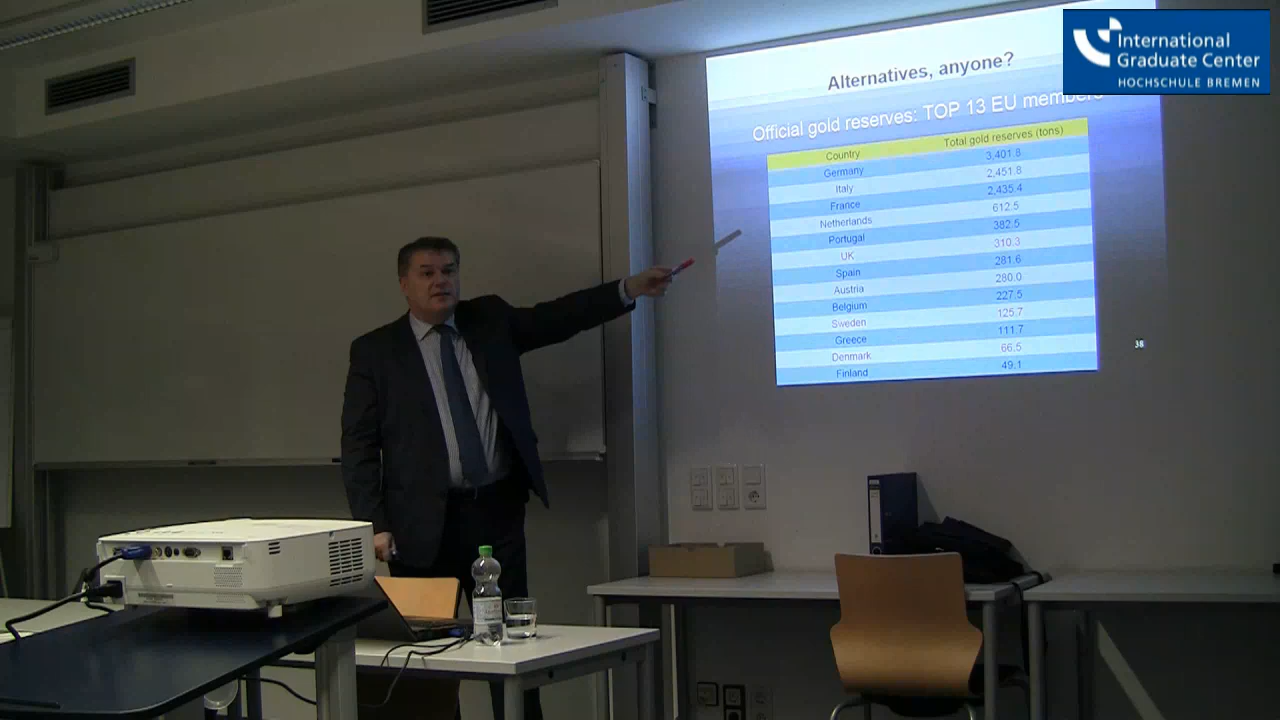 International
Graduate Center
HOCHSCHULE BREMEN
Alternatives, anyone?
Official gold reserves: TOP 13 EU members
Country Total gold reserves (tons)
Germany 3,401.8
Italy 2,451.8
France 2,435.4
Netherlands 612.5
Portugal 382.5
UK 310.3
Spain 281.6
Austria 280.0
Belgium 227.5
Sweden 125.7
Greece 111.7
Denmark 66.5
Finland 49.1
38